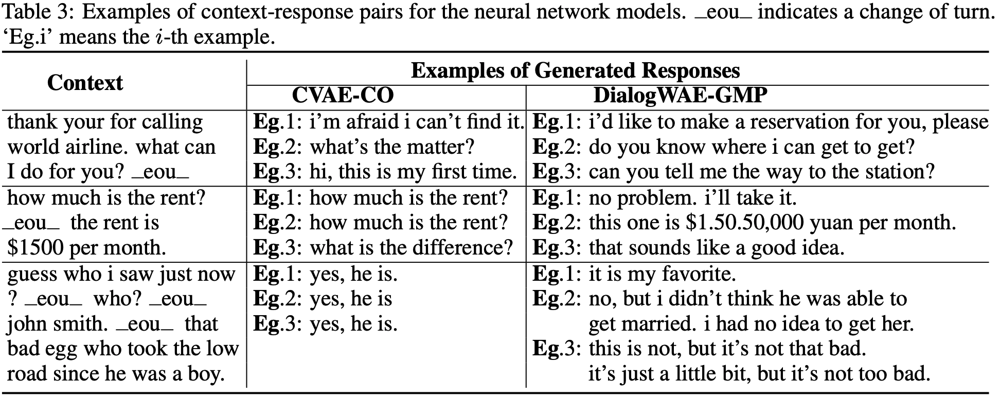 Table 3: Examples of context-response pairs for the neural network models. _eou_ indicates a change of turn.
‘Eg.i’ means the i-th example.
Context
Examples of Generated Responses
CVAE-CO
DialogWAE-GMP
thank your for calling
world airline. what can
I do for you? _eou_
Eg.1: i’m afraid i can’t find it.
Eg.2: what’s the matter?
Eg.3: hi, this is my first time.
Eg.1: i’d like to make a reservation for you, please
Eg.2: do you know where i can get to get?
Eg.3: can you tell me the way to the station?
how much is the rent?
_eou_ the rent is
$1500 per month.
Eg.1: how much is the rent?
Eg.2: how much is the rent?
Eg.3: what is the difference?
Eg.1: no problem. i’ll take it.
Eg.2: this one is $1.50.50,000 yuan per month.
Eg.3: that sounds like a good idea.
guess who i saw just now
? _eou_ who? _eou_
john smith. _eou_ that
bad egg who took the low
road since he was a boy.
Eg.1: yes, he is.
Eg.2: yes, he is
Eg.3: yes, he is.
Eg.1: it is my favorite.
Eg.2: no, but i didn’t think he was able to
get married. i had no idea to get her.
Eg.3: this is not, but it’s not that bad.
it’s just a little bit, but it’s not too bad.